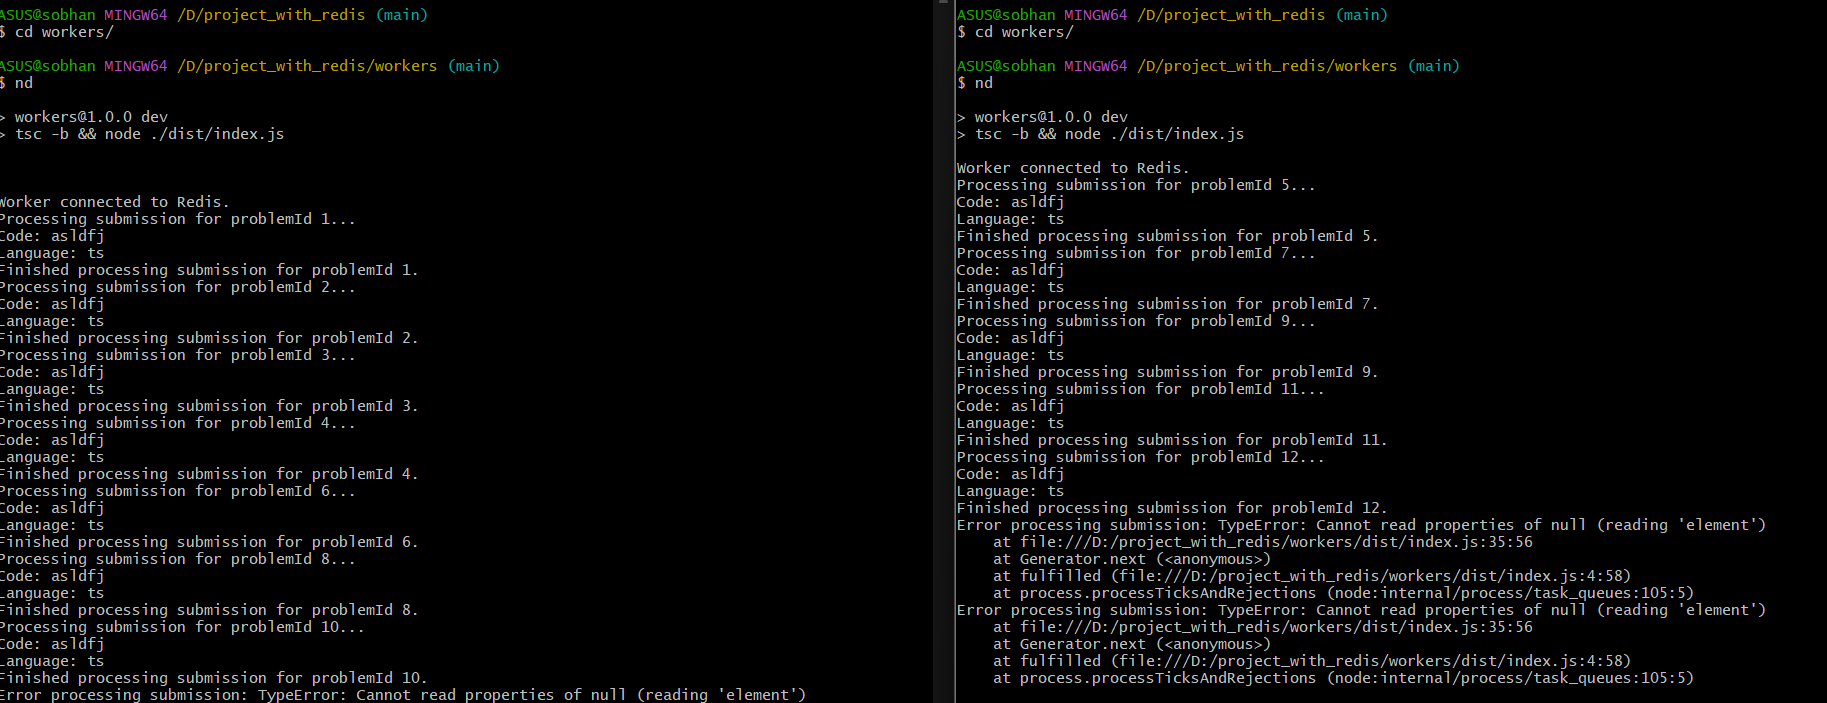 ASUS@sobhan MINGW64 /D/project_with_redis (main)
$ cd workers/
ASUS@sobhan MINGW64 /D/project_with_redis/workers (main)
$ nd
> workers@1.0.0 dev
> tsc -b && node ./dist/index.js
Worker connected to Redis.
Processing submission for problemId 1...
Code: asldfj
Language: ts
Finished processing submission for problemId 1.
Processing submission for problemId 2...
Code: asldfj
Language: ts
Finished processing submission for problemId 2.
Processing submission for problemId 3...
Code: asldfj
Language: ts
Finished processing submission for problemId 3.
Processing submission for problemId 4...
Code: asldfj
Language: ts
Finished processing submission for problemId 4.
Processing submission for problemId 6...
Code: asldfj
Language: ts
Finished processing submission for problemId 6.
Processing submission for problemId 8...
Code: asldfj
Language: ts
Finished processing submission for problemId 8.
Processing submission for problemId 10...
Code: asldfj
Language: ts
Finished processing submission for problemId 10.
Error processing submission: TypeError: Cannot read properties of null (reading 'element')
ASUS@sobhan MINGW64 /D/project_with_redis (main)
$ cd workers/
ASUS@sobhan MINGW64 /D/project_with_redis/workers (main)
$ nd
> workers@1.0.0 dev
> tsc -b && node ./dist/index.js
Worker connected to Redis.
Processing submission for problemId 5...
Code: asldfj
Language: ts
Finished processing submission for problemId 5.
Processing submission for problemId 7...
Code: asldfj
Language: ts
Finished processing submission for problemId 7.
Processing submission for problemId 9...
Code: asldfj
Language: ts
Finished processing submission for problemId 9.
Processing submission for problemId 11...
Code: asldfj
Language: ts
Finished processing submission for problemId 11.
Processing submission for problemId 12...
Code: asldfj
Language: ts
Finished processing submission for problemId 12.
Error processing submission: TypeError: Cannot read properties of null (reading 'element')
    at file:///D:/project_with_redis/workers/dist/index.js:35:56
    at Generator.next (<anonymous>)
    at fulfilled (file:///D:/project_with_redis/workers/dist/index.js:4:58)
    at process.processTicksAndRejections (node:internal/process/task_queues:105:5)
Error processing submission: TypeError: Cannot read properties of null (reading 'element')
    at file:///D:/project_with_redis/workers/dist/index.js:35:56
    at Generator.next (<anonymous>)
    at fulfilled (file:///D:/project_with_redis/workers/dist/index.js:4:58)
    at process.processTicksAndRejections (node:internal/process/task_queues:105:5)